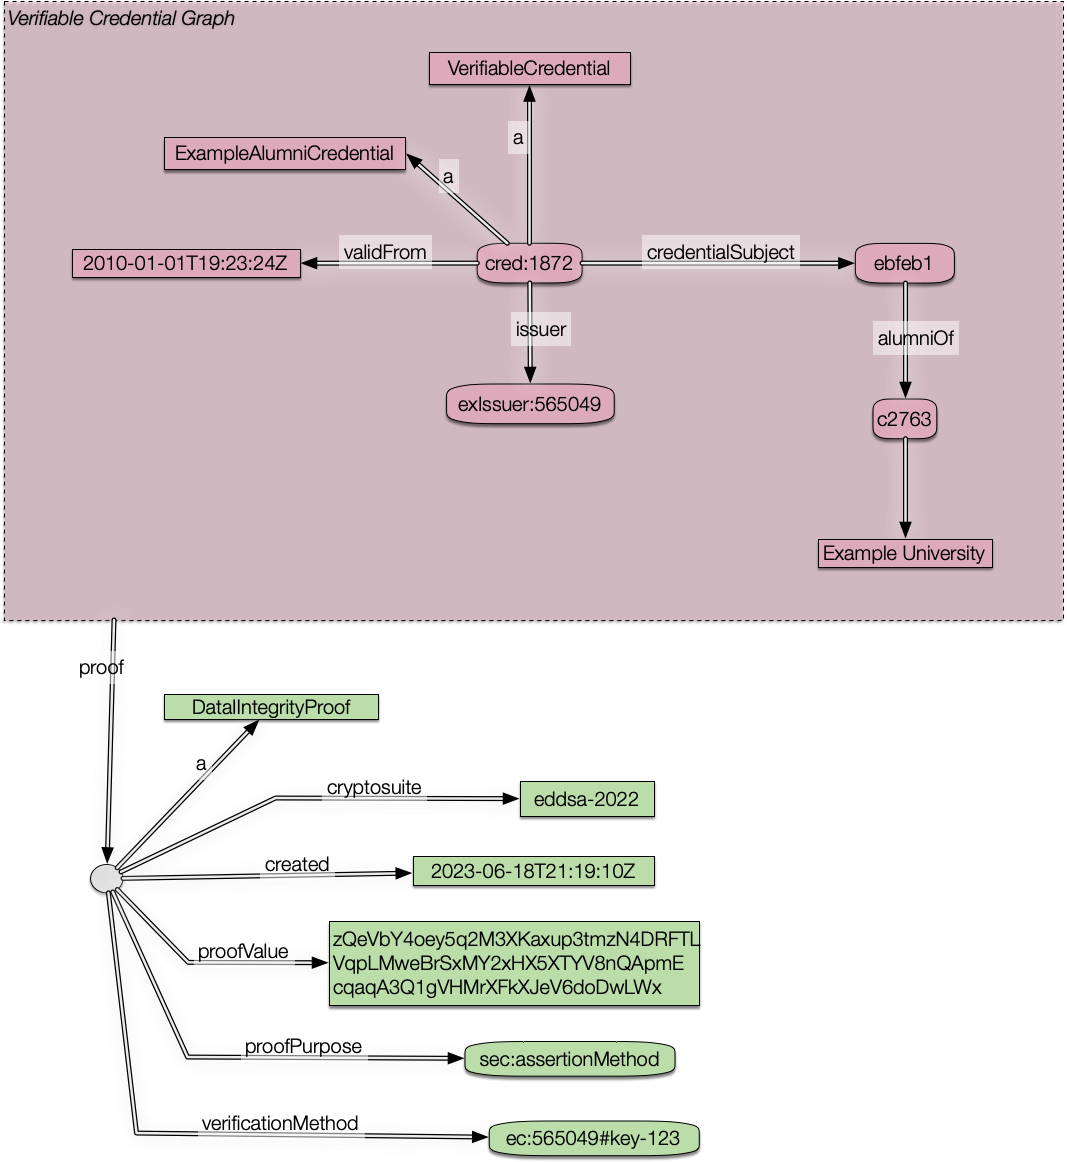 Verifiable Credential Graph
VerifiableCredential
a
ExampleAlumniCredential
a
validFrom
credentialSubject
2010-01-01T19:23:24Z
cred:1872
ebfeb1
issuer
alumniOf
exIssuer:565049
c2763
Example University
proof
DataIIntegrityProof
a
cryptosuite
eddsa-2022
created
2023-06-18T21:19:10Z
proofValue
zQeVbY4oey5q2M3XKaxup3tmzN4DRFTL
VqpLMweBrSxMY2xHX5XTYV8nQApmE
cqaqA3Q1gVHMrXFkXJeV6doDwLWx
proofPurpose
sec:assertionMethod
verificationMethod
ec:565049#key-123